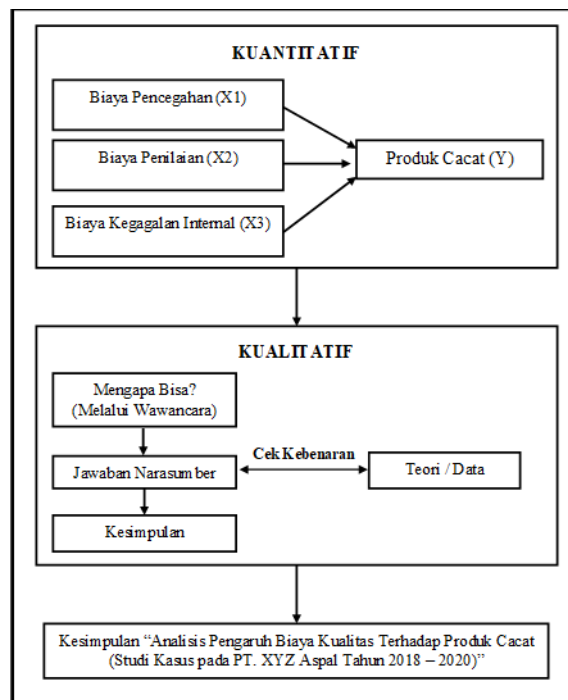 KUANTITATIF
Biaya Pencegahan (X1)
Biaya Penilaian (X2)
Produk Cacat (Y)
Biaya Kegagalan Internal (X3)
KUALITATIF
Mengapa Bisa?
(Melalui Wawancara)
Cek Kebenaran
Jawaban Narasumber
Teori / Data
Kesimpulan
Kesimpulan “Analisis Pengaruh Biaya Kualitas Terhadap Produk Cacat
(Studi Kasus pada PT. XYZ Aspal Tahun 2018 – 2020)”